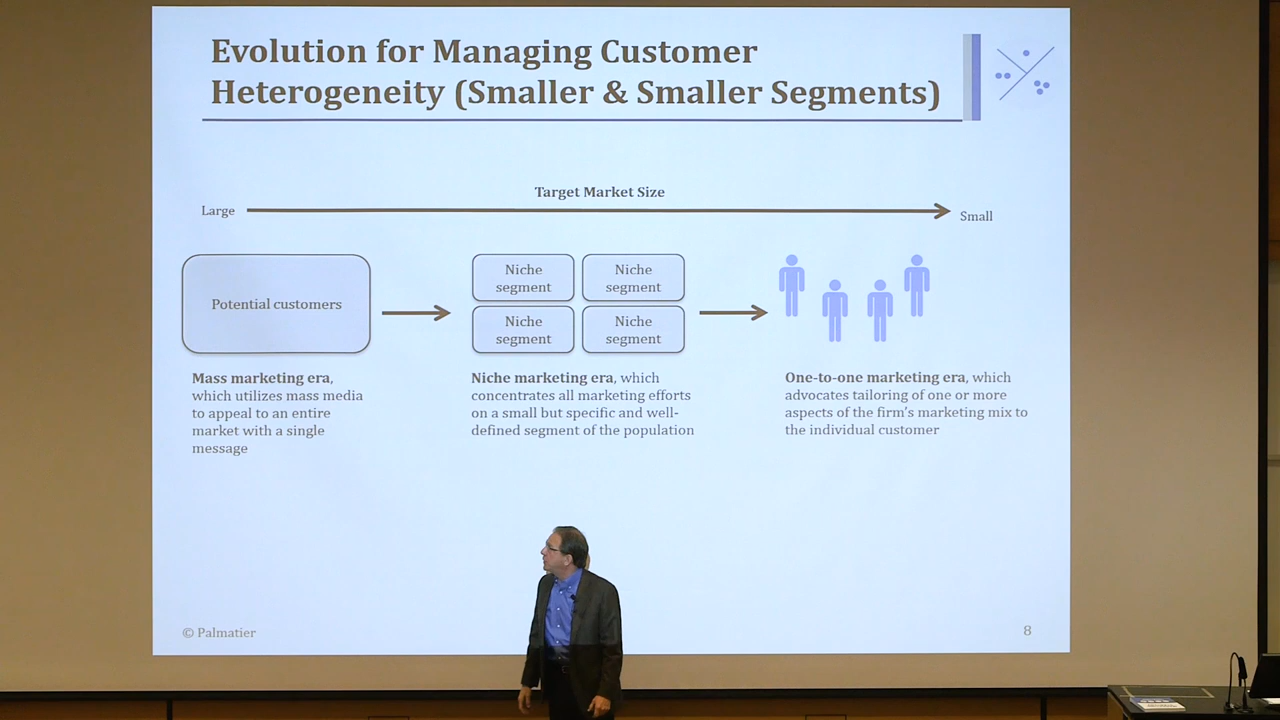 Evolution for Managing Customer
Heterogeneity (Smaller & Smaller Segments)
Target Market Size
Large
Small
Potential customers
Niche
segment
Niche
segment
Niche
segment
Niche
segment
Mass marketing era,
which utilizes mass media
to appeal to an entire
market with a single
message
Niche marketing era, which
concentrates all marketing efforts
on a small but specific and well-
defined segment of the population
One-to-one marketing era, which
advocates tailoring of one or more
aspects of the firm's marketing mix to
the individual customer
© Palmatier
8